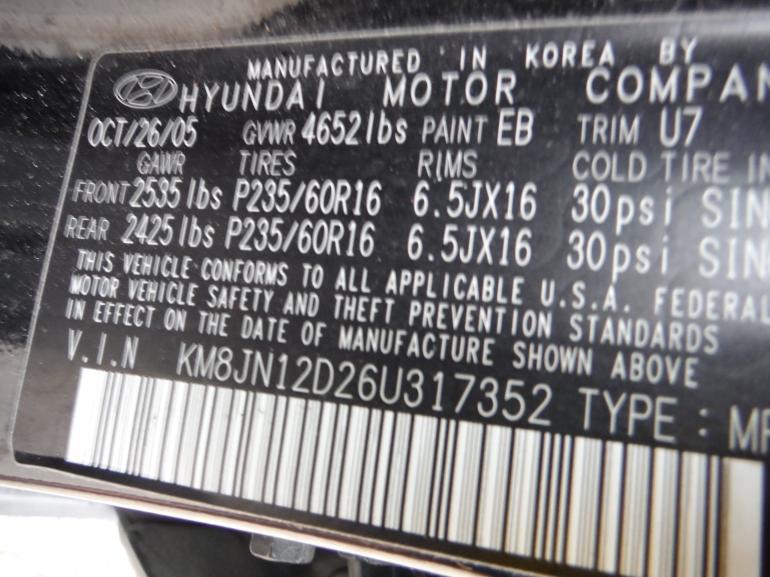 MANUFACTURED IN KOREA BY
HYUNDAI MOTOR COMPAN
OCT/26/05 GVWR 4652lbs PAINT EB TRIM U7
GAWR TIRES RIMS COLD TIRE IN
FRONT 2535 lbs P235/60R16 6.5JX16 30psi SIN
REAR 2425 lbs P235/60R16 6.5JX16 30psi SIN
THIS VEHICLE CONFORMS TO ALL APPLICABLE U.S.A. FEDERAL
MOTOR VEHICLE SAFETY AND THEFT PREVENTION STANDARDS
IN EFFECT ON THE DATE OF MANUFACTURE SHOWN ABOVE
V.I.N KM8JN12D26U317352 TYPE : MP